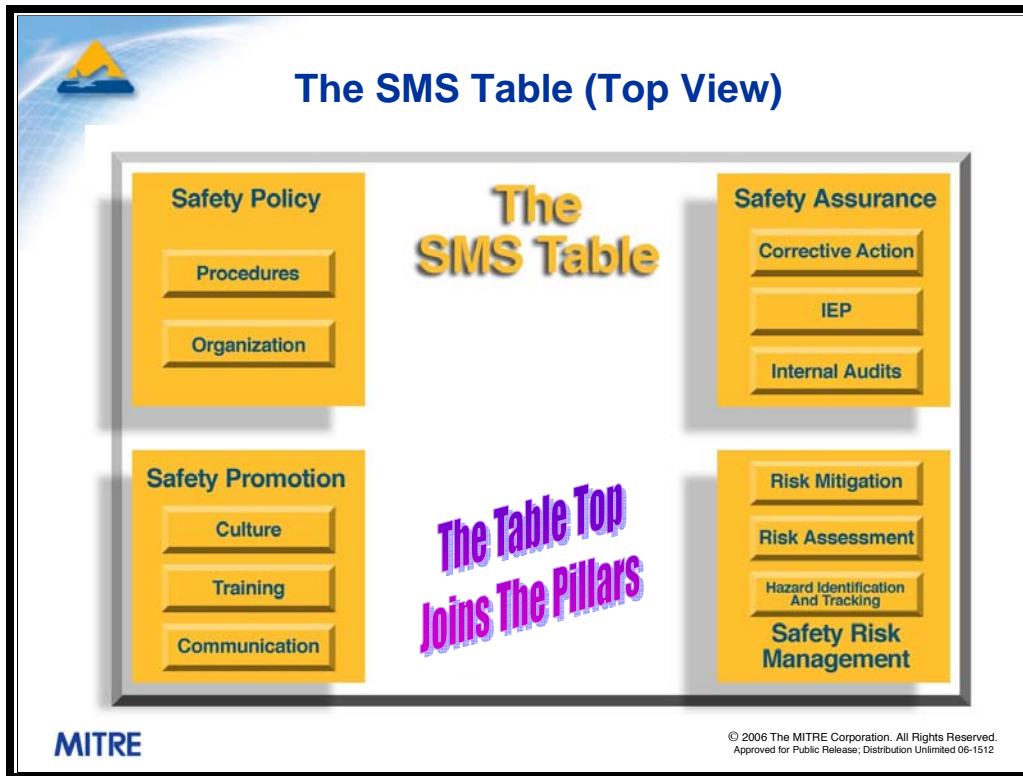 The SMS Table (Top View)
Safety Policy
Procedures
Organization
The
SMS Table
Safety Assurance
Corrective Action
IEP
Internal Audits
Safety Promotion
Culture
Training
Communication
The Table Top
Joins The Pillars
Risk Mitigation
Risk Assessment
Hazard Identification
And Tracking
Safety Risk
Management
MITRE
© 2006 The MITRE Corporation. All Rights Reserved.
Approved for Public Release; Distribution Unlimited 06-1512